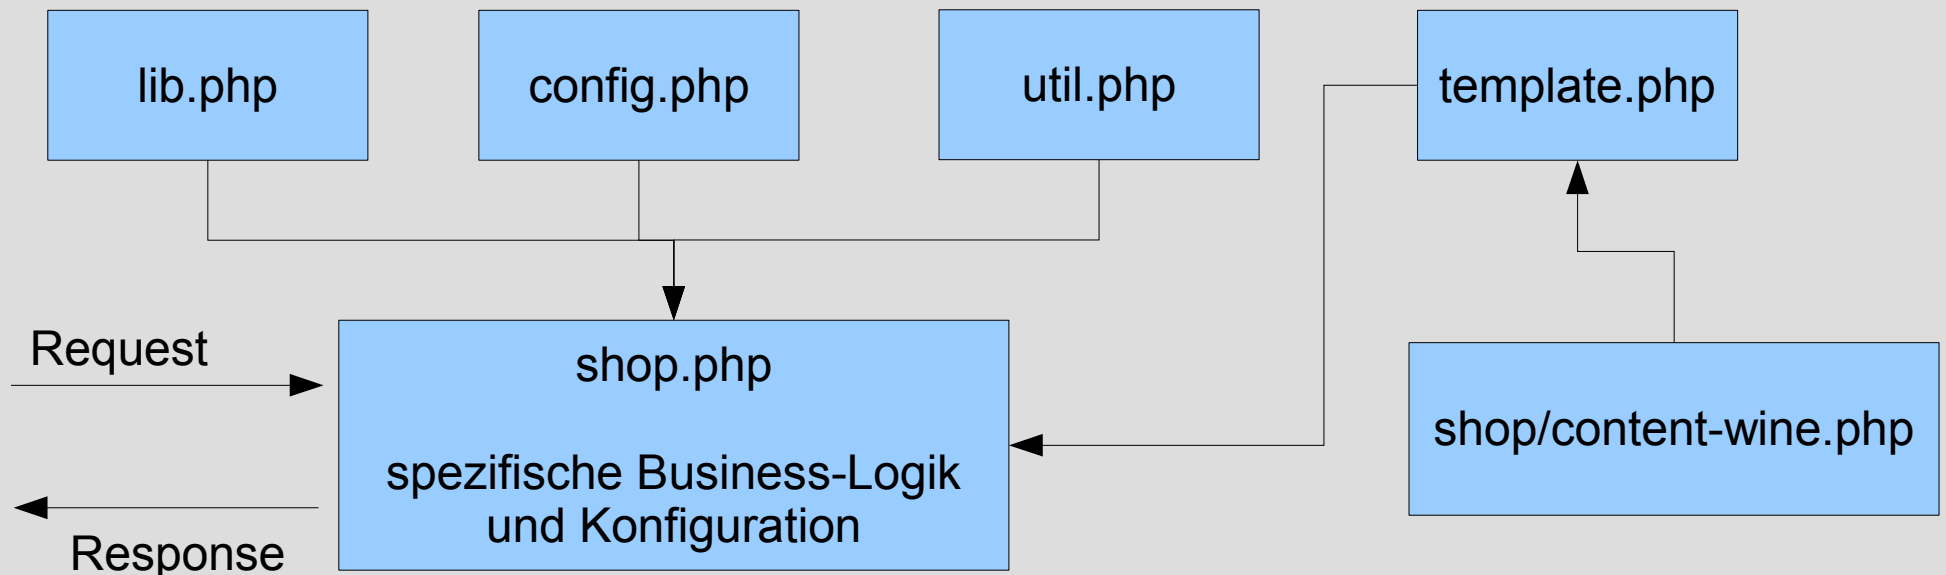 lib.php
config.php
util.php
template.php
Request
shop.php
spezifische Business-Logik
und Konfiguration
shop/content-wine.php
Response